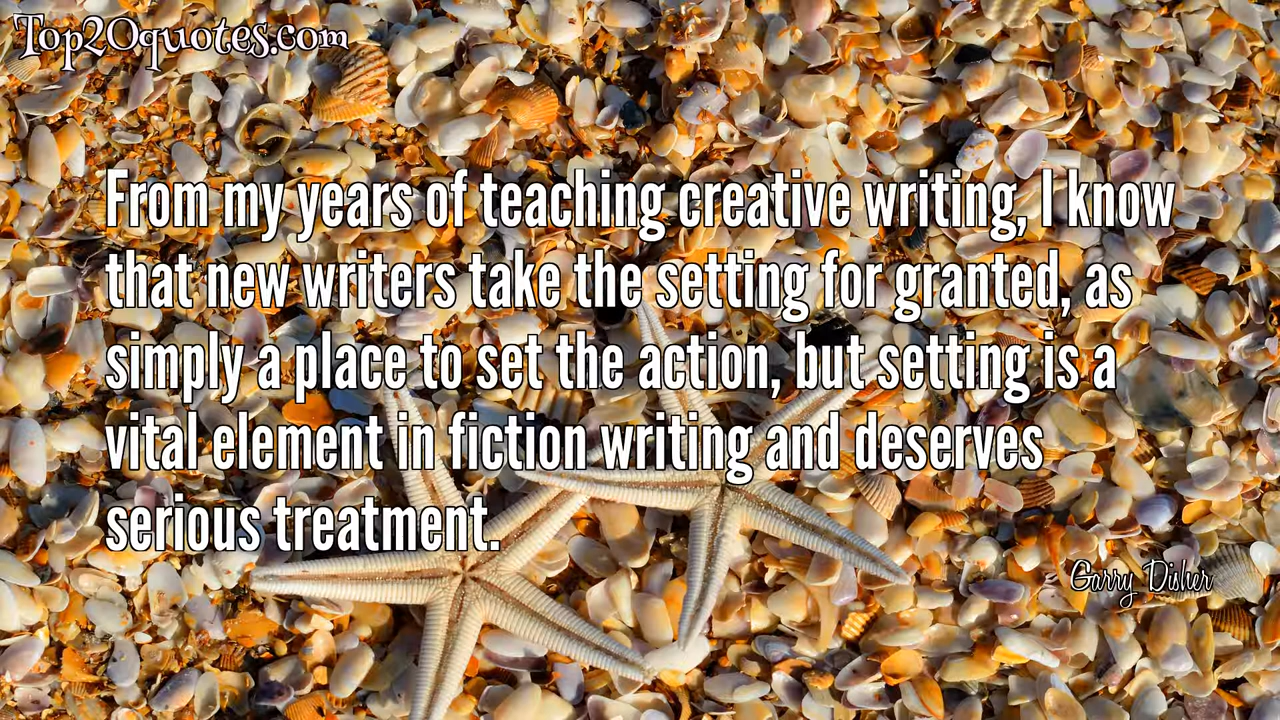 Top20quotes.com
From my years of teaching creative writing, I know
that new writers take the setting for granted, as
simply a place to set the action, but setting is a
vital element in fiction writing and deserves
serious treatment.
Garry Disher